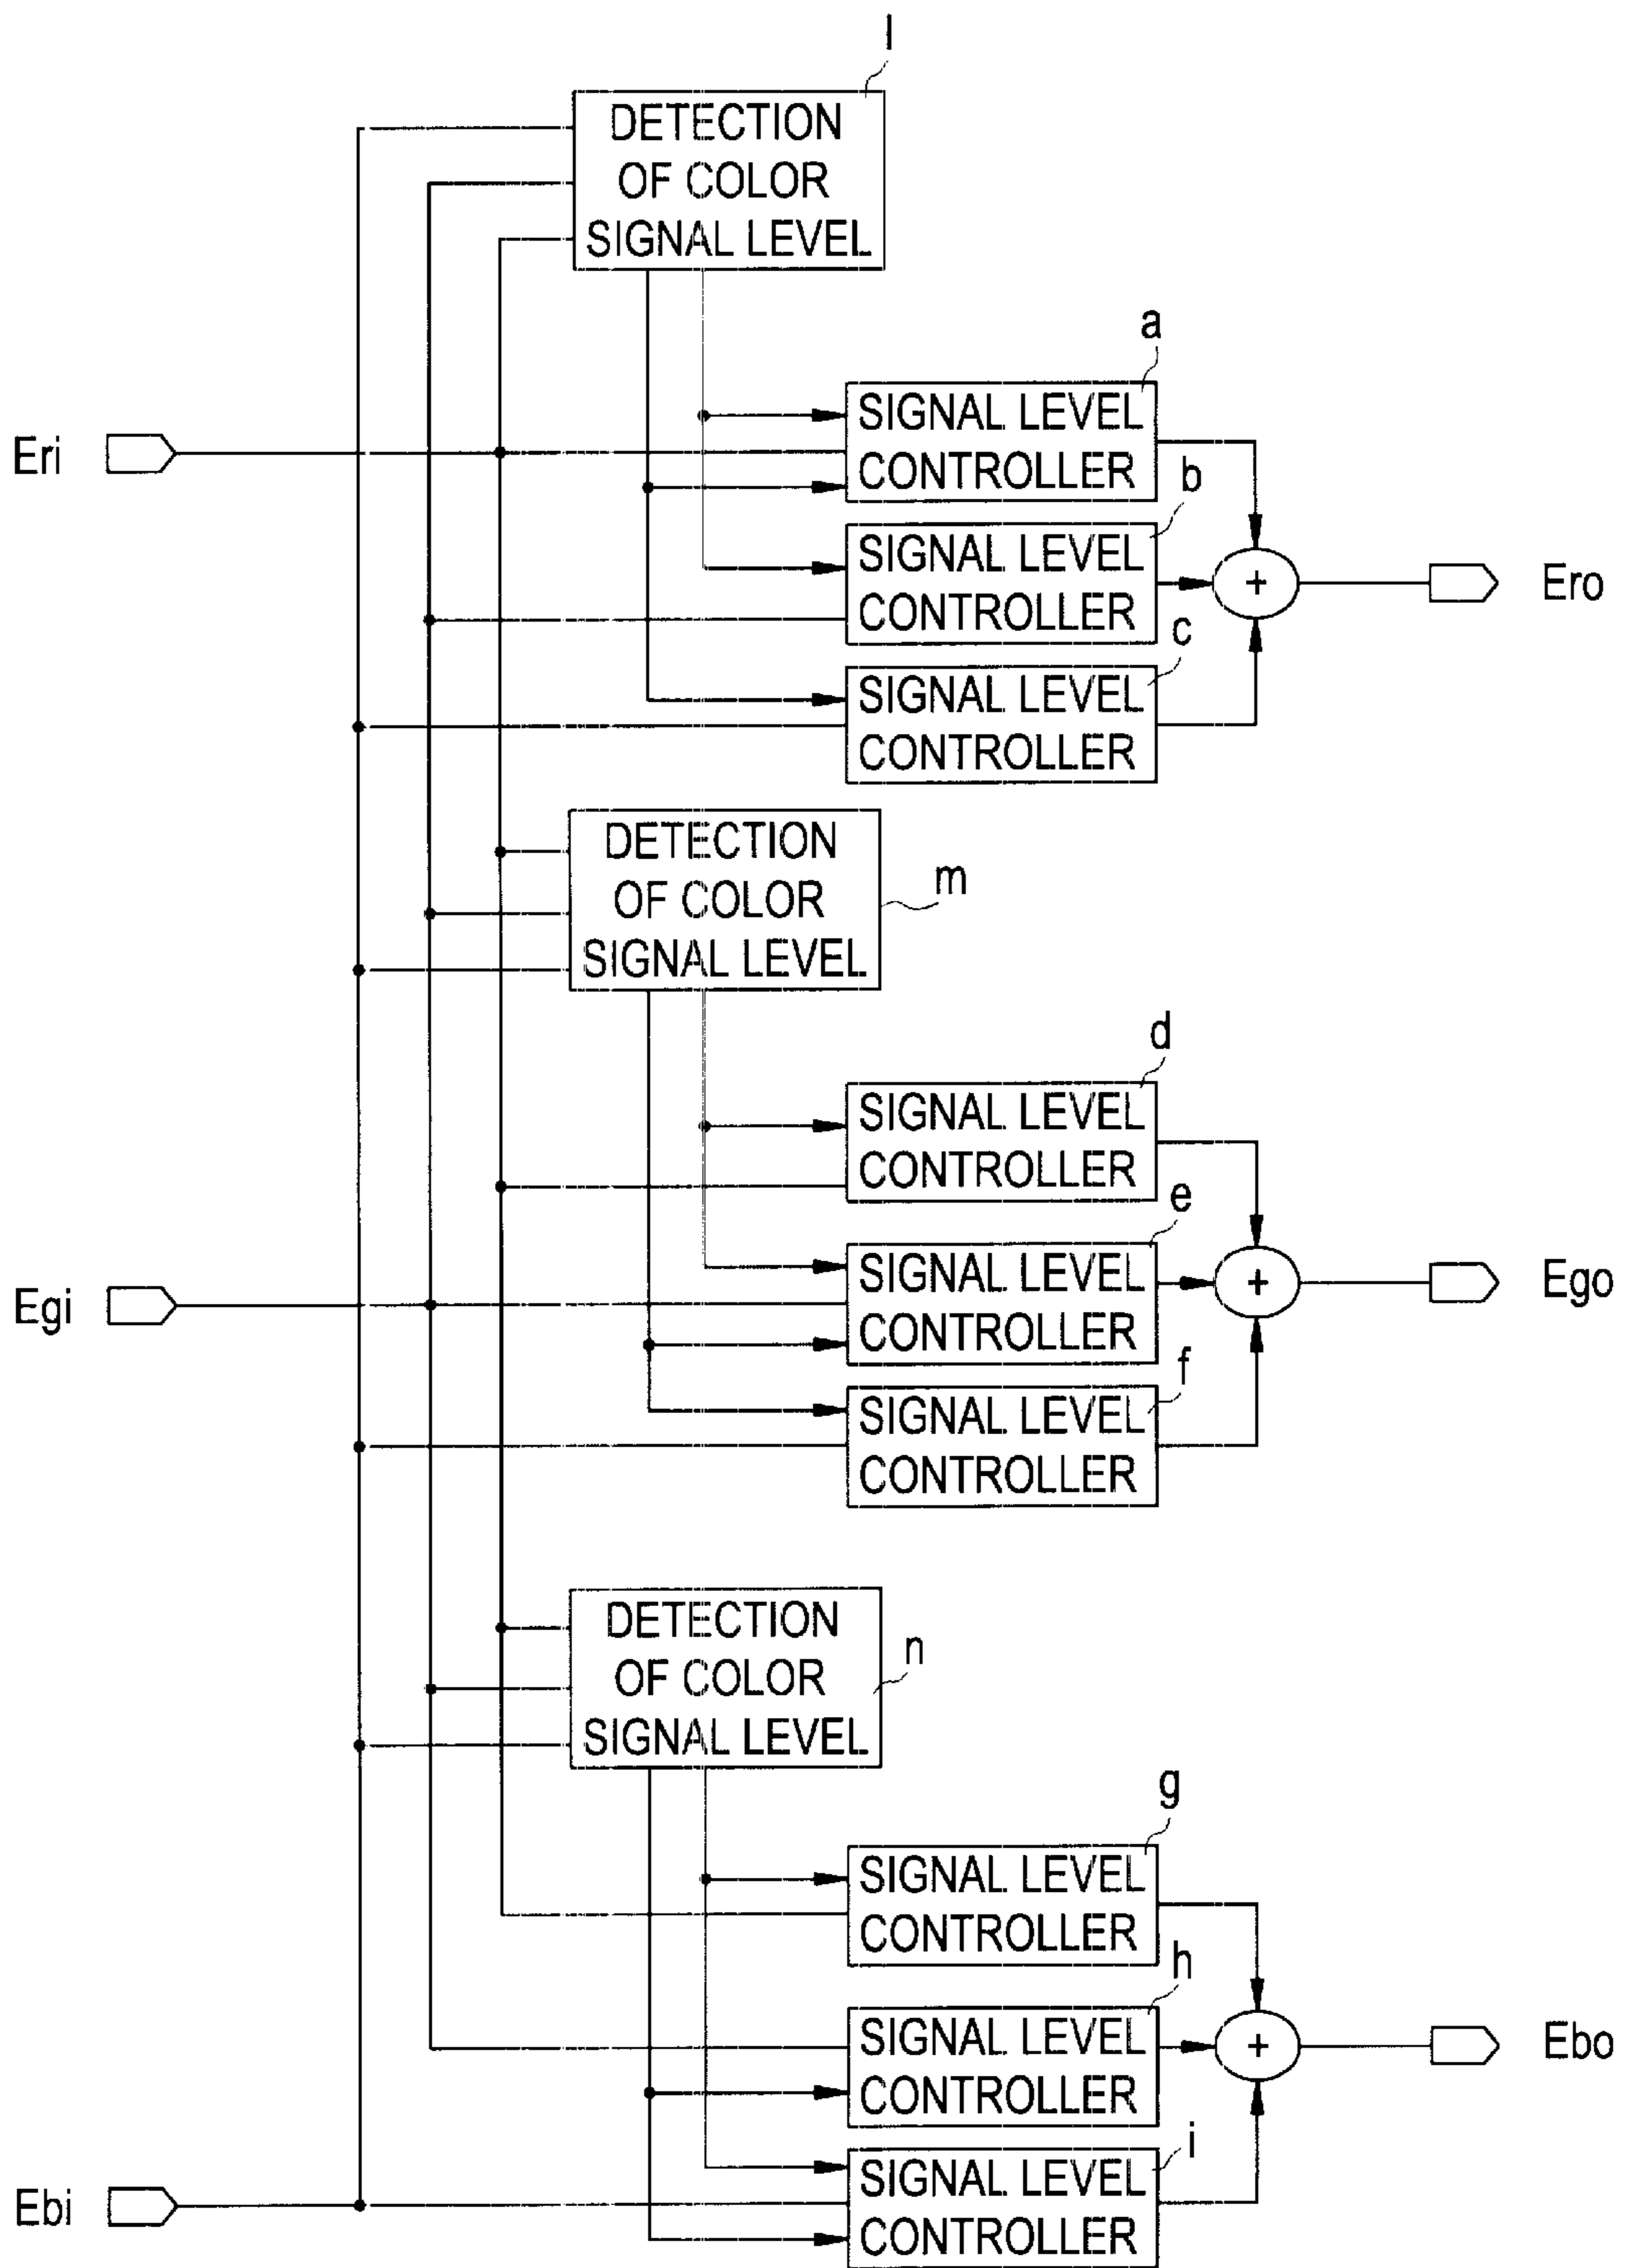 l
DETECTION
OF COLOR
SIGNAL LEVEL
a
SIGNAL LEVEL
CONTROLLER
Eri
b
SIGNAL LEVEL
CONTROLLER
+
Ero
c
SIGNAL LEVEL
CONTROLLER
DETECTION
OF COLOR
SIGNAL LEVEL
m
d
SIGNAL LEVEL
CONTROLLER
e
SIGNAL LEVEL
CONTROLLER
Egi
+
Ego
f
SIGNAL LEVEL
CONTROLLER
DETECTION
OF COLOR
SIGNAL LEVEL
n
g
SIGNAL LEVEL
CONTROLLER
h
SIGNAL LEVEL
CONTROLLER
+
Ebo
i
SIGNAL LEVEL
CONTROLLER
Ebi